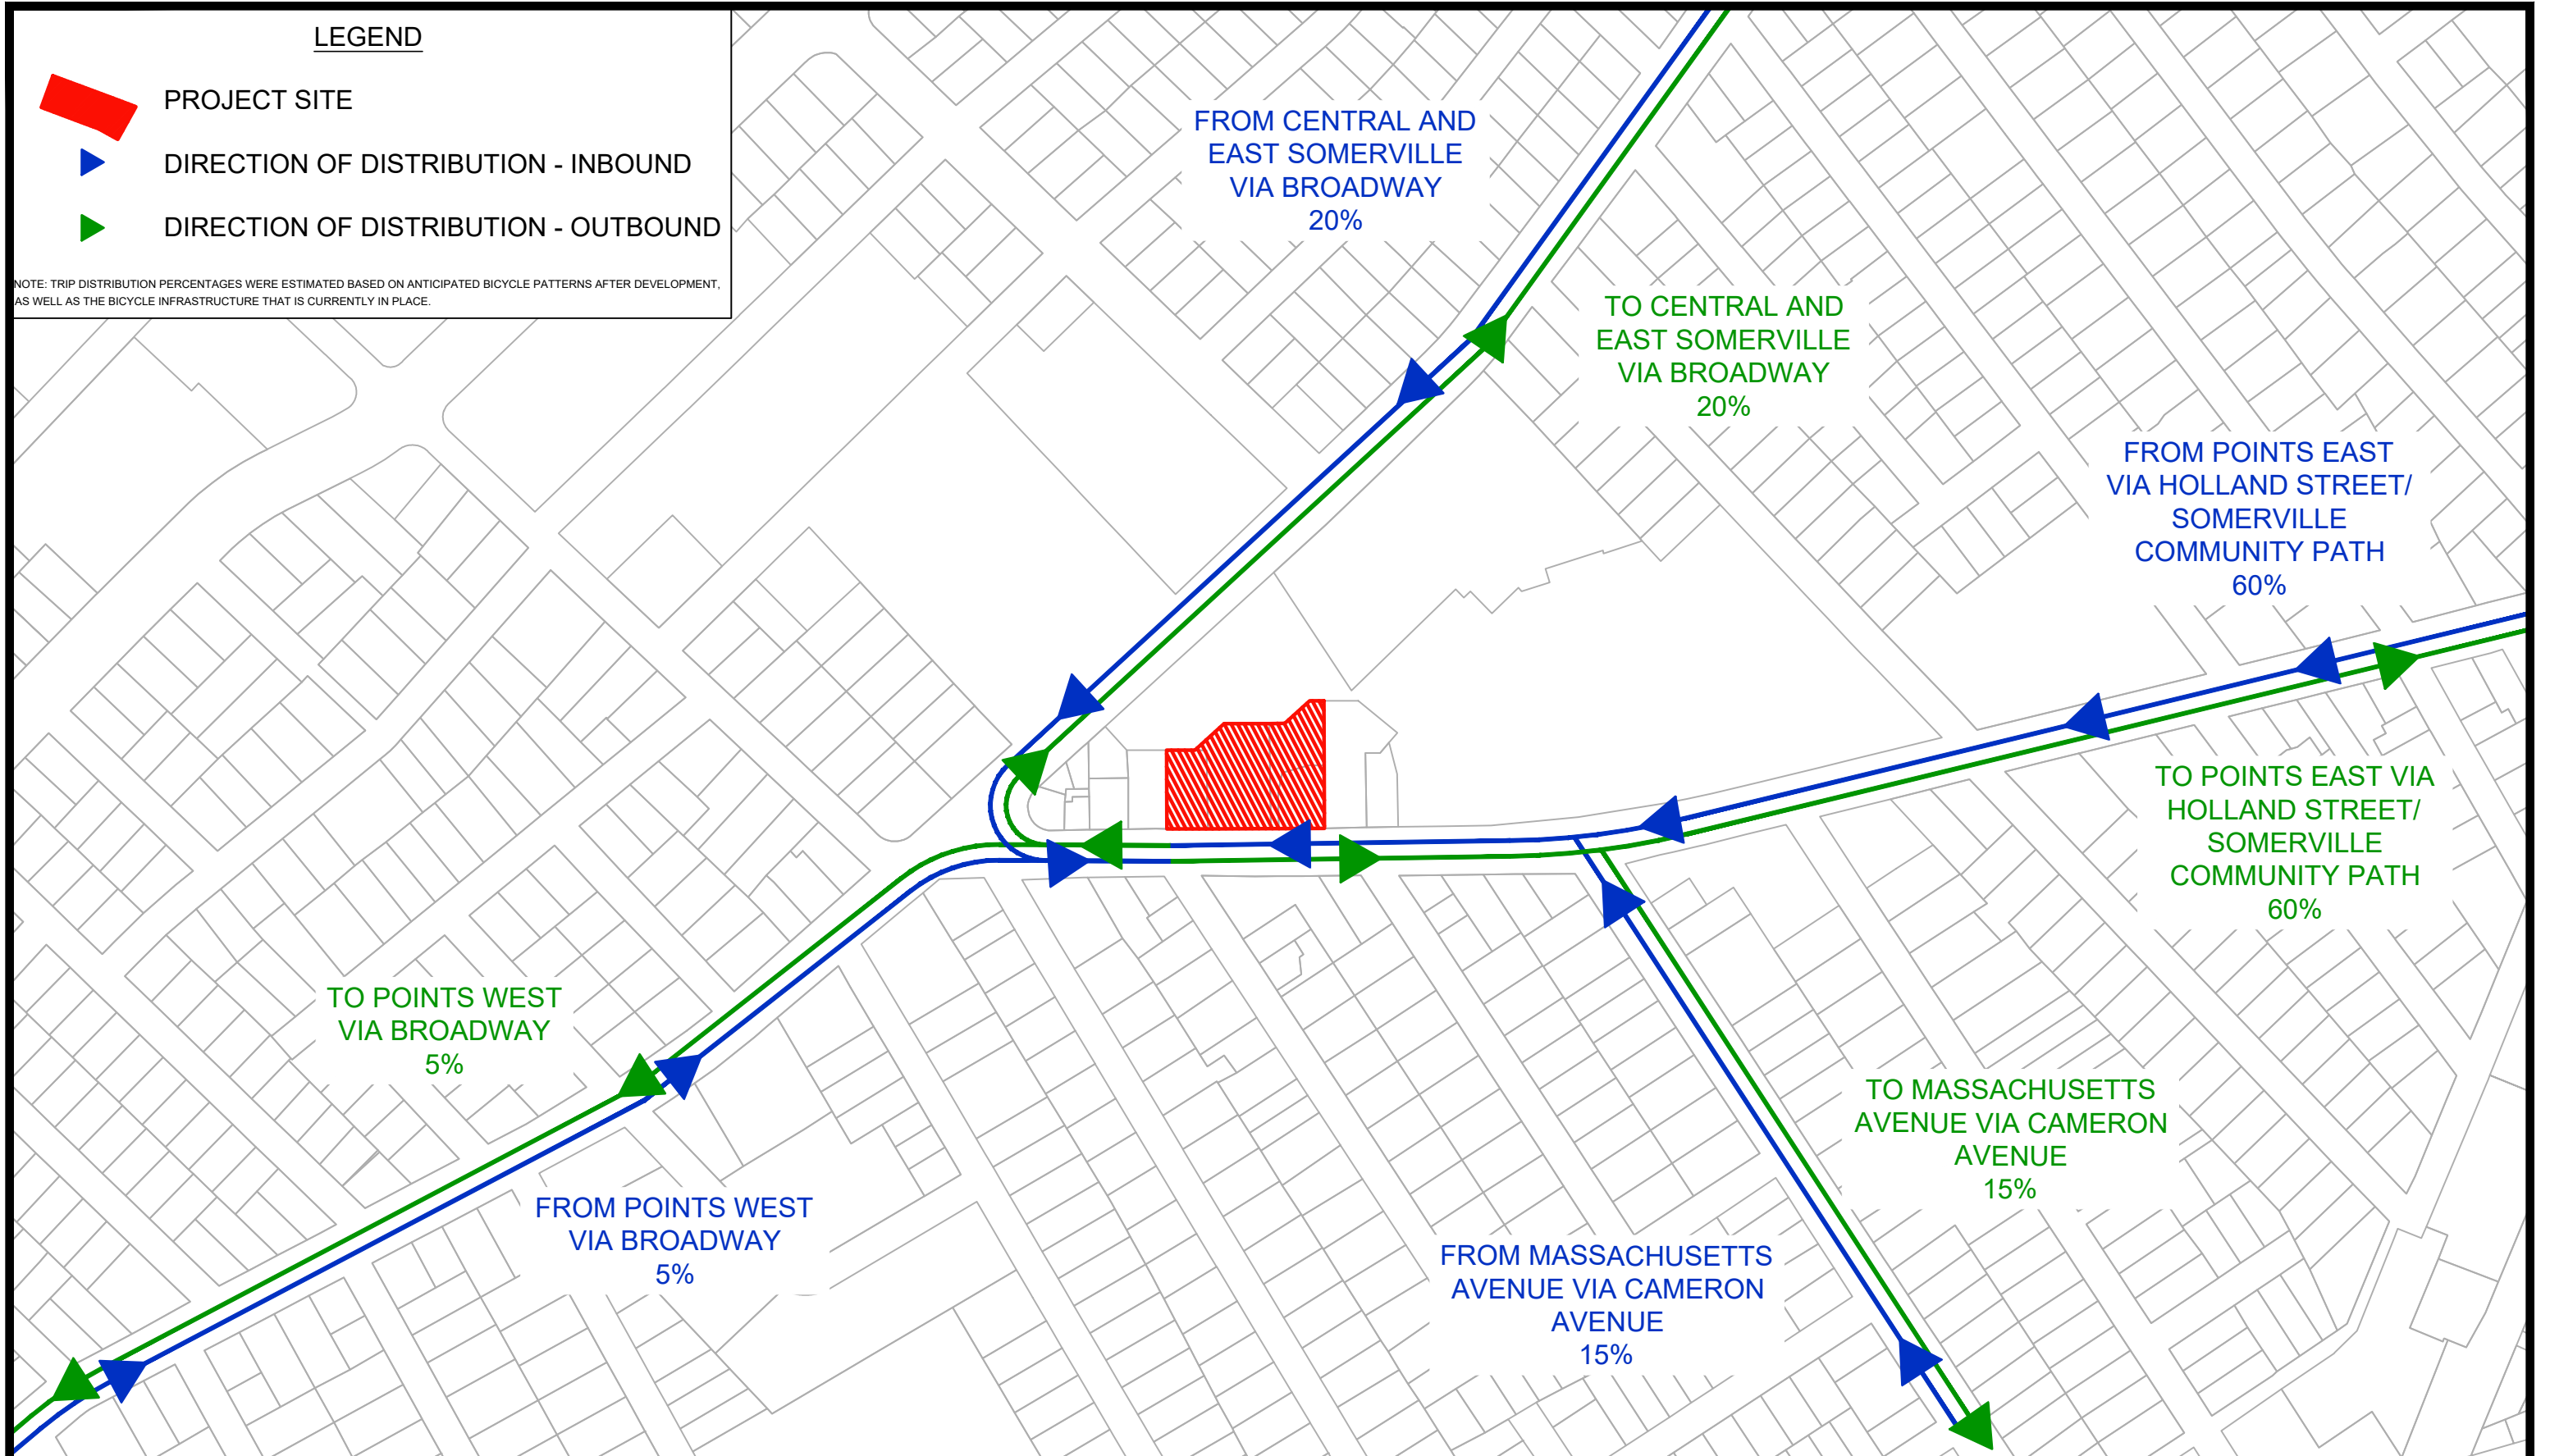 LEGEND
PROJECT SITE
DIRECTION OF DISTRIBUTION - INBOUND
DIRECTION OF DISTRIBUTION - OUTBOUND
NOTE: TRIP DISTRIBUTION PERCENTAGES WERE ESTIMATED BASED ON ANTICIPATED BICYCLE PATTERNS AFTER DEVELOPMENT,
AS WELL AS THE BICYCLE INFRASTRUCTURE THAT IS CURRENTLY IN PLACE.
FROM CENTRAL AND
EAST SOMERVILLE
VIA BROADWAY
20%
TO CENTRAL AND
EAST SOMERVILLE
VIA BROADWAY
20%
FROM POINTS EAST
VIA HOLLAND STREET/
SOMERVILLE
COMMUNITY PATH
60%
TO POINTS EAST VIA
HOLLAND STREET/
SOMERVILLE
COMMUNITY PATH
60%
TO POINTS WEST
VIA BROADWAY
5%
FROM POINTS WEST
VIA BROADWAY
5%
TO MASSACHUSETTS
AVENUE VIA CAMERON
AVENUE
15%
FROM MASSACHUSETTS
AVENUE VIA CAMERON
AVENUE
15%